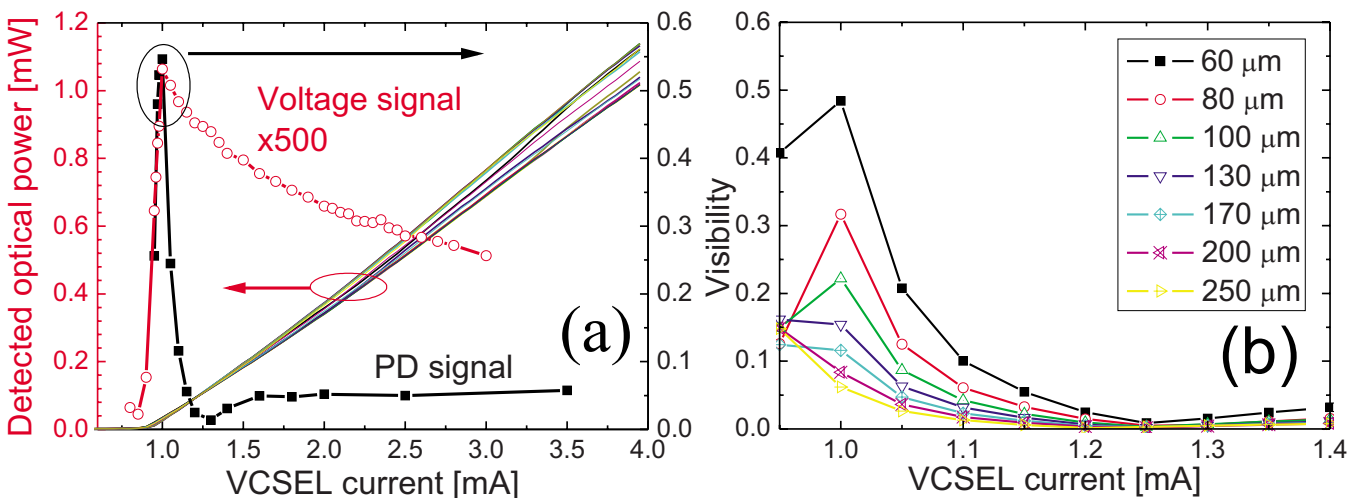 Detected optical power [mW]
1.2
1.0
0.8
0.6
0.4
0.2
0.0
Voltage signal
x500
(a)
PD signal
1.0
1.5
2.0
2.5
3.0
3.5
4.0
VCSEL current [mA]
0.6
0.5
0.4
0.3
0.2
0.1
0.0
Visibility
0.5
0.4
0.3
0.2
0.1
0.0
60 μm
80 μm
100 μm
130 μm
170 μm
200 μm
250 μm
(b)
1.0
1.1
1.2
1.3
1.4
VCSEL current [mA]